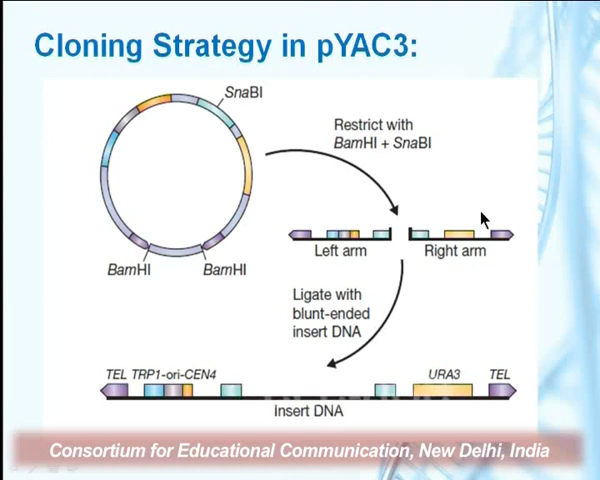 Cloning Strategy in pYAC3:
SnaBI
Restrict with
BamHI + SnaBI
BamHI
BamHI
Left arm
Right arm
Ligate with
blunt-ended
insert DNA
TEL TRP1-ori-CEN4
URA3
TEL
Insert DNA
Consortium for Educational Communication, New Delhi, India